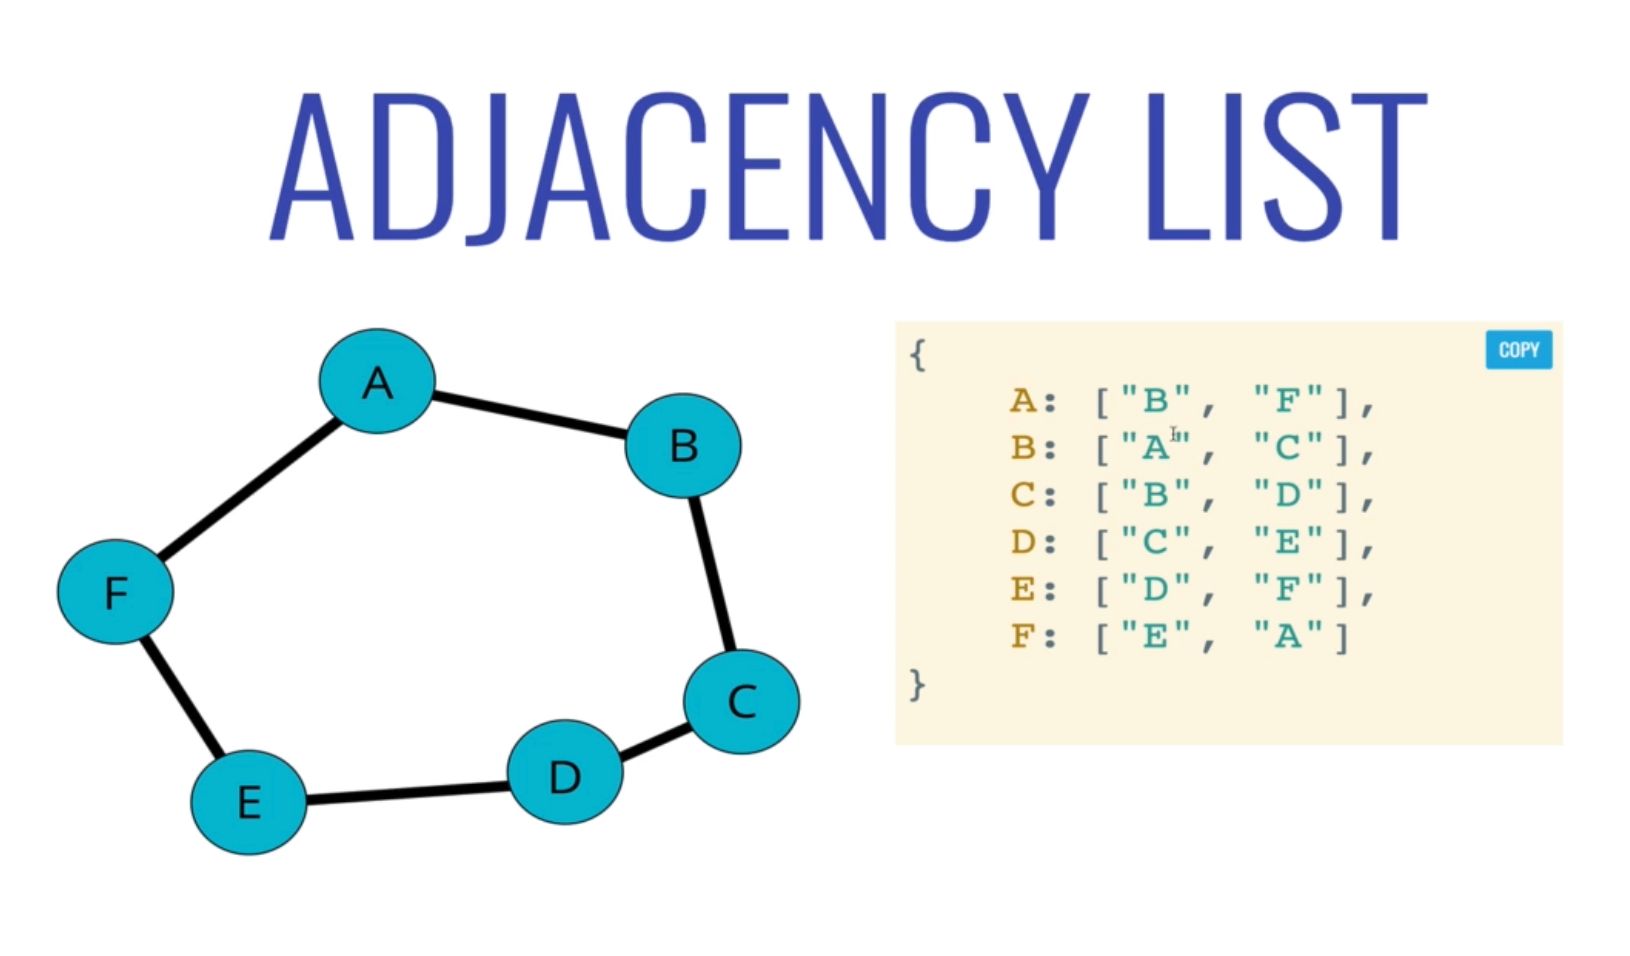 ADJACENCY LIST
A
B
F
C
D
E
COPY
{
A: ["B", "F"],
B: ["A", "C"],
C: ["B", "D"],
D: ["C", "E"],
E: ["D", "F"],
F: ["E", "A"]
}